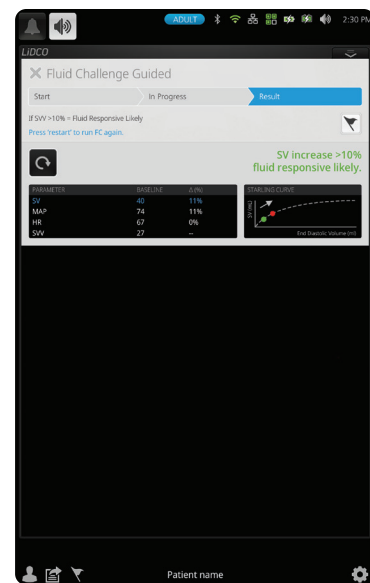 ADULT 2:30 PM
LiDCO
Fluid Challenge Guided
Start In Progress Result
If SVV >10% = Fluid Responsive Likely
Press 'restart' to run FC again.
SV increase >10%
fluid responsive likely.
PARAMETER BASELINE Δ (%)
SV 40 11%
MAP 74 11%
HR 67 0%
SVV 27 --
STARLING CURVE
SV (mL)
End Diastolic Volume (ml)
Patient name